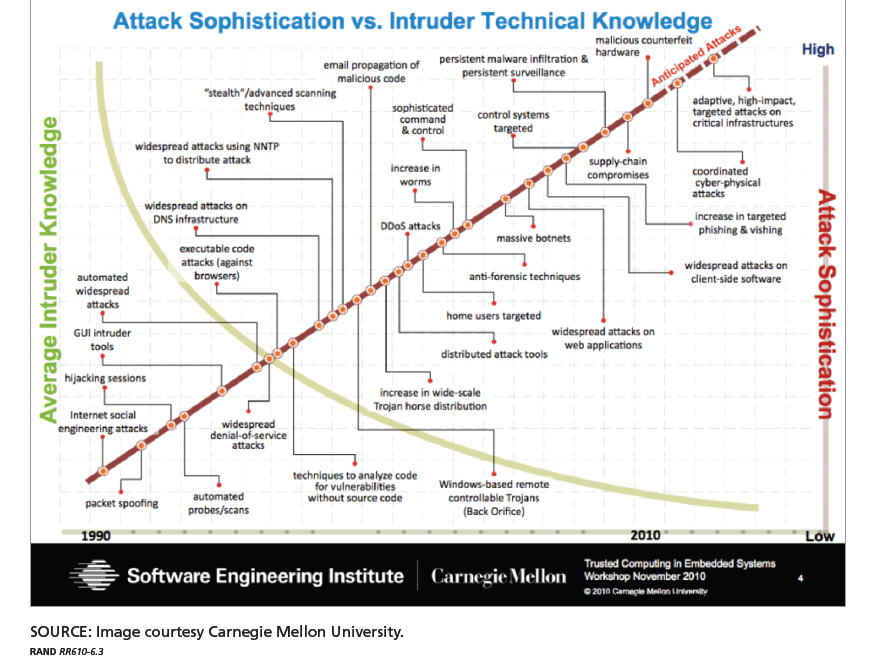 Attack Sophistication vs. Intruder Technical Knowledge
High
Average Intruder Knowledge
Attack Sophistication
Anticipated Attacks
malicious counterfeit
hardware
persistent malware infiltration &
persistent surveillance
email propagation of
malicious code
"stealth"/advanced scanning
techniques
sophisticated
command
& control
control systems
targeted
adaptive, high-impact,
targeted attacks on
critical infrastructures
widespread attacks using NNTP
to distribute attack
increase in
worms
supply-chain
compromises
coordinated
cyber-physical
attacks
widespread attacks on
DNS infrastructure
DDoS attacks
massive botnets
increase in targeted
phishing & vishing
executable code
attacks (against
browsers)
anti-forensic techniques
widespread attacks on
client-side software
automated
widespread
attacks
home users targeted
GUI intruder
tools
widespread attacks on
web applications
distributed attack tools
hijacking sessions
increase in wide-scale
Trojan horse distribution
Internet social
engineering attacks
widespread
denial-of-service
attacks
techniques to analyze code
for vulnerabilities
without source code
Windows-based remote
controllable Trojans
(Back Orifice)
packet spoofing
automated
probes/scans
1990
2010
Low
Software Engineering Institute
Carnegie Mellon
Trusted Computing in Embedded Systems
Workshop November 2010
4
© 2010 Carnegie Mellon University
SOURCE: Image courtesy Carnegie Mellon University.
RAND RR610-6.3